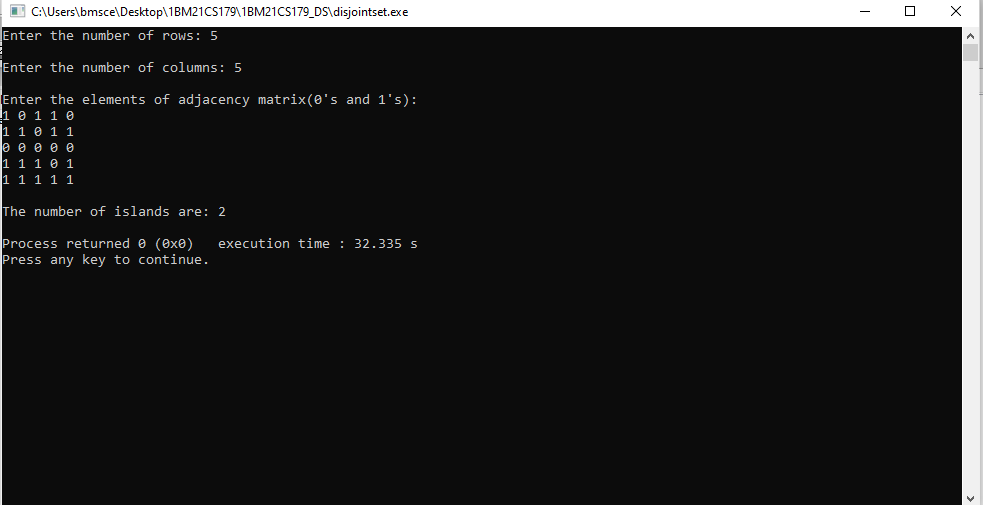 C:\Users\bmsce\Desktop\1BM21CS179\1BM21CS179_DS\disjointset.exe
Enter the number of rows: 5
Enter the number of columns: 5
Enter the elements of adjacency matrix(0's and 1's):
1 0 1 1 0
1 1 0 1 1
0 0 0 0 0
1 1 1 0 1
1 1 1 1 1
The number of islands are: 2
Process returned 0 (0x0)   execution time : 32.335 s
Press any key to continue.